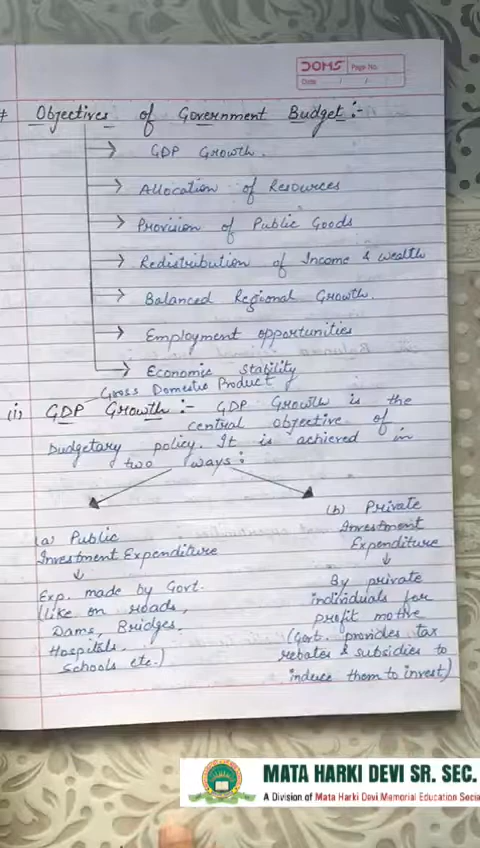 DOMS Page No.
Date / /
# Objectives of Government Budget :-
→ GDP Growth.
→ Allocation of Resources
→ Provision of Public Goods
→ Redistribution of Income & Wealth
→ Balanced Regional Growth.
→ Employment opportunities
→ Economic Stability
Gross Domestic Product
(i) GDP Growth :- GDP Growth is the
central objective of
budgetary policy. It is achieved in
two ways :
(a) Public
Investment Expenditure
↓
Exp. made by Govt.
(like on roads,
Dams, Bridges,
Hospitals,
Schools etc.)
(b) Private
Investment
Expenditure
↓
By private
individuals for
profit motive
(Govt. provides tax
rebates & subsidies to
induce them to invest)
MATA HARKI DEVI SR. SEC.
A Division of Mata Harki Devi Memorial Education Socie